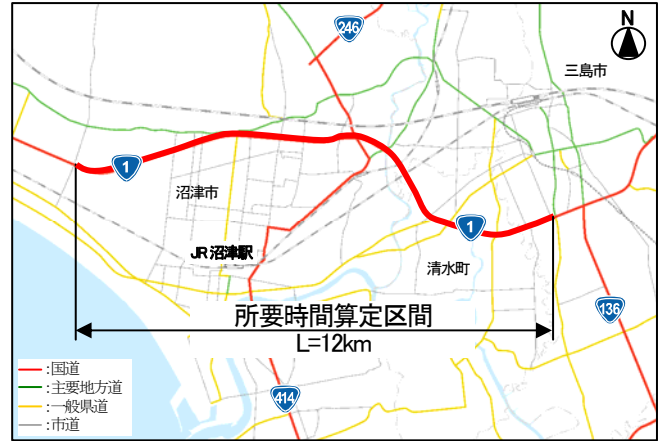 246
N
三島市
1
沼津市
JR 沼津駅
1
清水町
所要時間算定区間
L=12km
136
414
:国道
:主要地方道
:一般県道
:市道